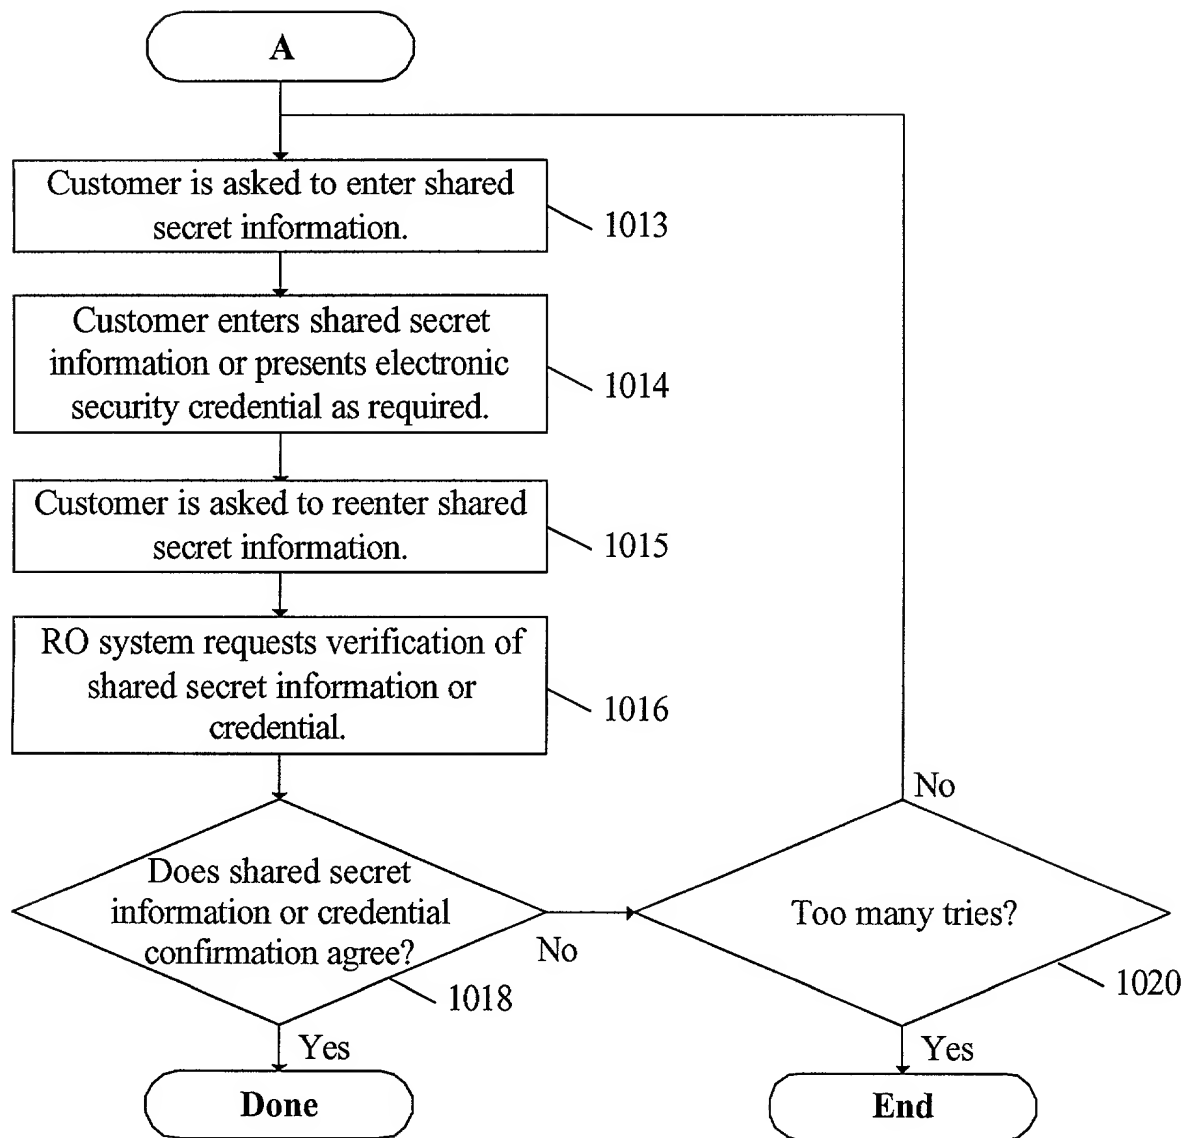 A
Customer is asked to enter shared
secret information.
1013
Customer enters shared secret
information or presents electronic
security credential as required.
1014
Customer is asked to reenter shared
secret information.
1015
RO system requests verification of
shared secret information or
credential.
1016
Does shared secret
information or credential
confirmation agree?
1018
No
Yes
Done
Too many tries?
1020
No
Yes
End